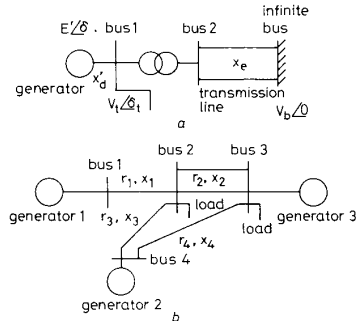 infinite
E'∠δ . bus 1 bus 2 bus
x'd xe
generator transmission
line
Vt∠δt Vb∠0
a
bus 2 bus 3
bus 1
r1, x1 r2, x2
generator 1 load generator 3
r3, x3 load
r4, x4
bus 4
generator 2
b